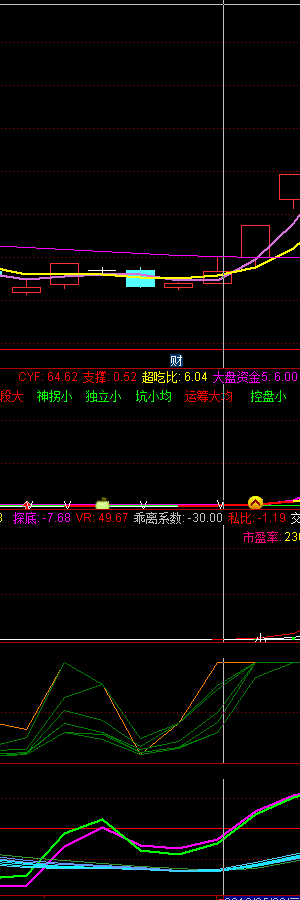 财
CYF: 64.62 支撑: 0.52 超吃比: 6.04 大盘资金5: 6.00
段大 神拐小 独立小 坑小均 运筹大均 控盘小
探底: -7.68 VR: 49.67 乖离系数: -30.00 私比: -1.19 交
市盈率: 230
小